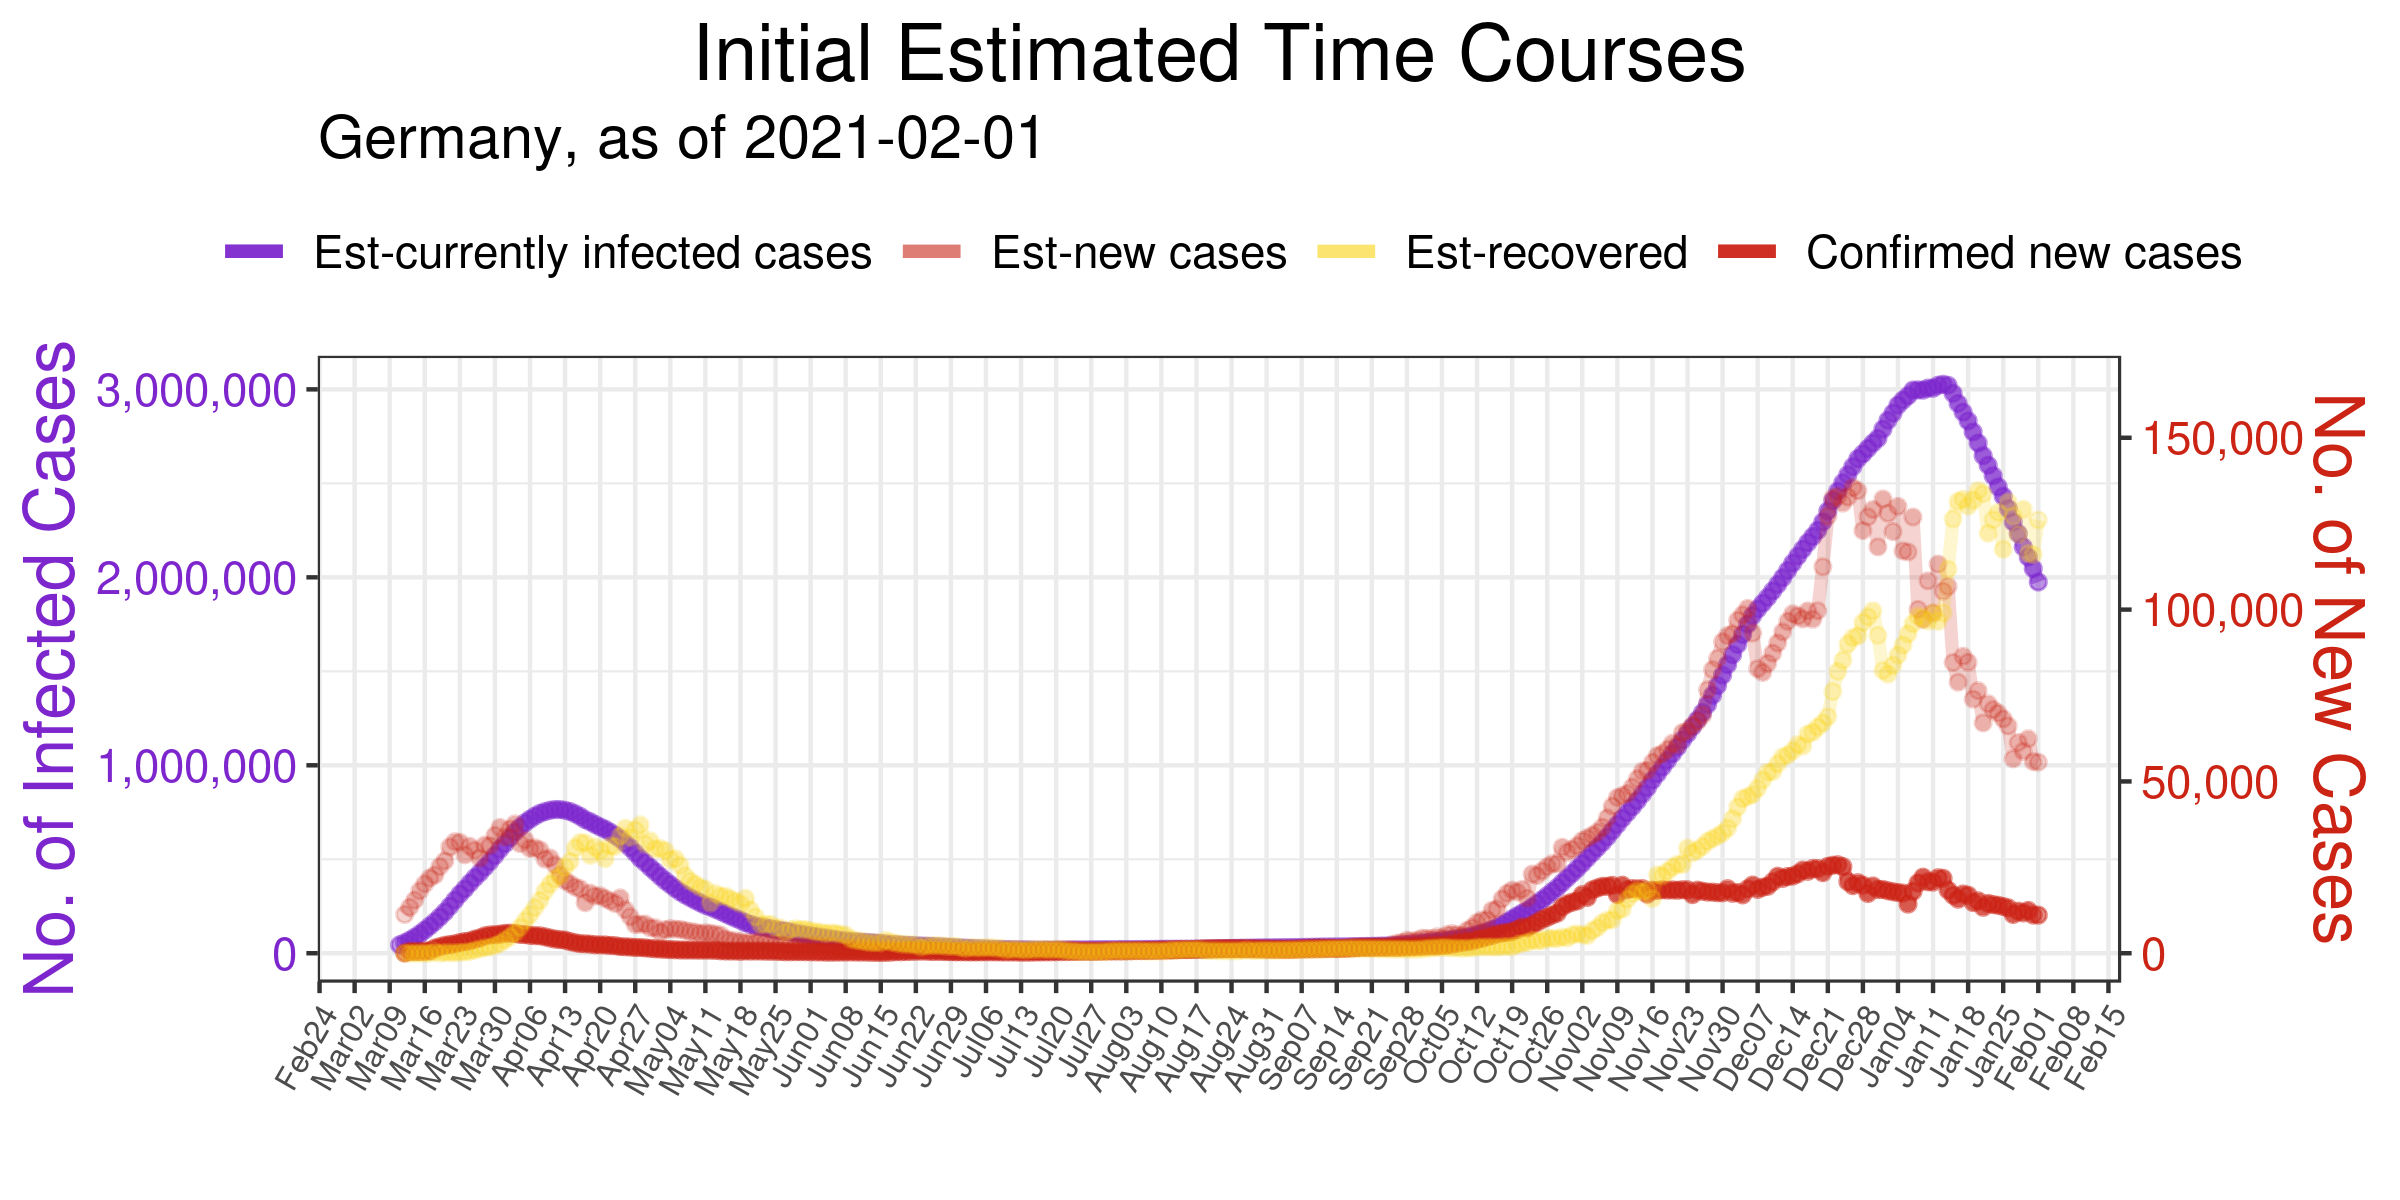 Initial Estimated Time Courses
Germany, as of 2021-02-01
Est-currently infected cases
Est-new cases
Est-recovered
Confirmed new cases
No. of Infected Cases
3,000,000
2,000,000
1,000,000
0
150,000
100,000
50,000
0
No. of New Cases
Feb24
Mar02
Mar09
Mar16
Mar23
Mar30
Apr06
Apr13
Apr20
Apr27
May04
May11
May18
May25
Jun01
Jun08
Jun15
Jun22
Jun29
Jul06
Jul13
Jul20
Jul27
Aug03
Aug10
Aug17
Aug24
Aug31
Sep07
Sep14
Sep21
Sep28
Oct05
Oct12
Oct19
Oct26
Nov02
Nov09
Nov16
Nov23
Nov30
Dec07
Dec14
Dec21
Dec28
Jan04
Jan11
Jan18
Jan25
Feb01
Feb08
Feb15